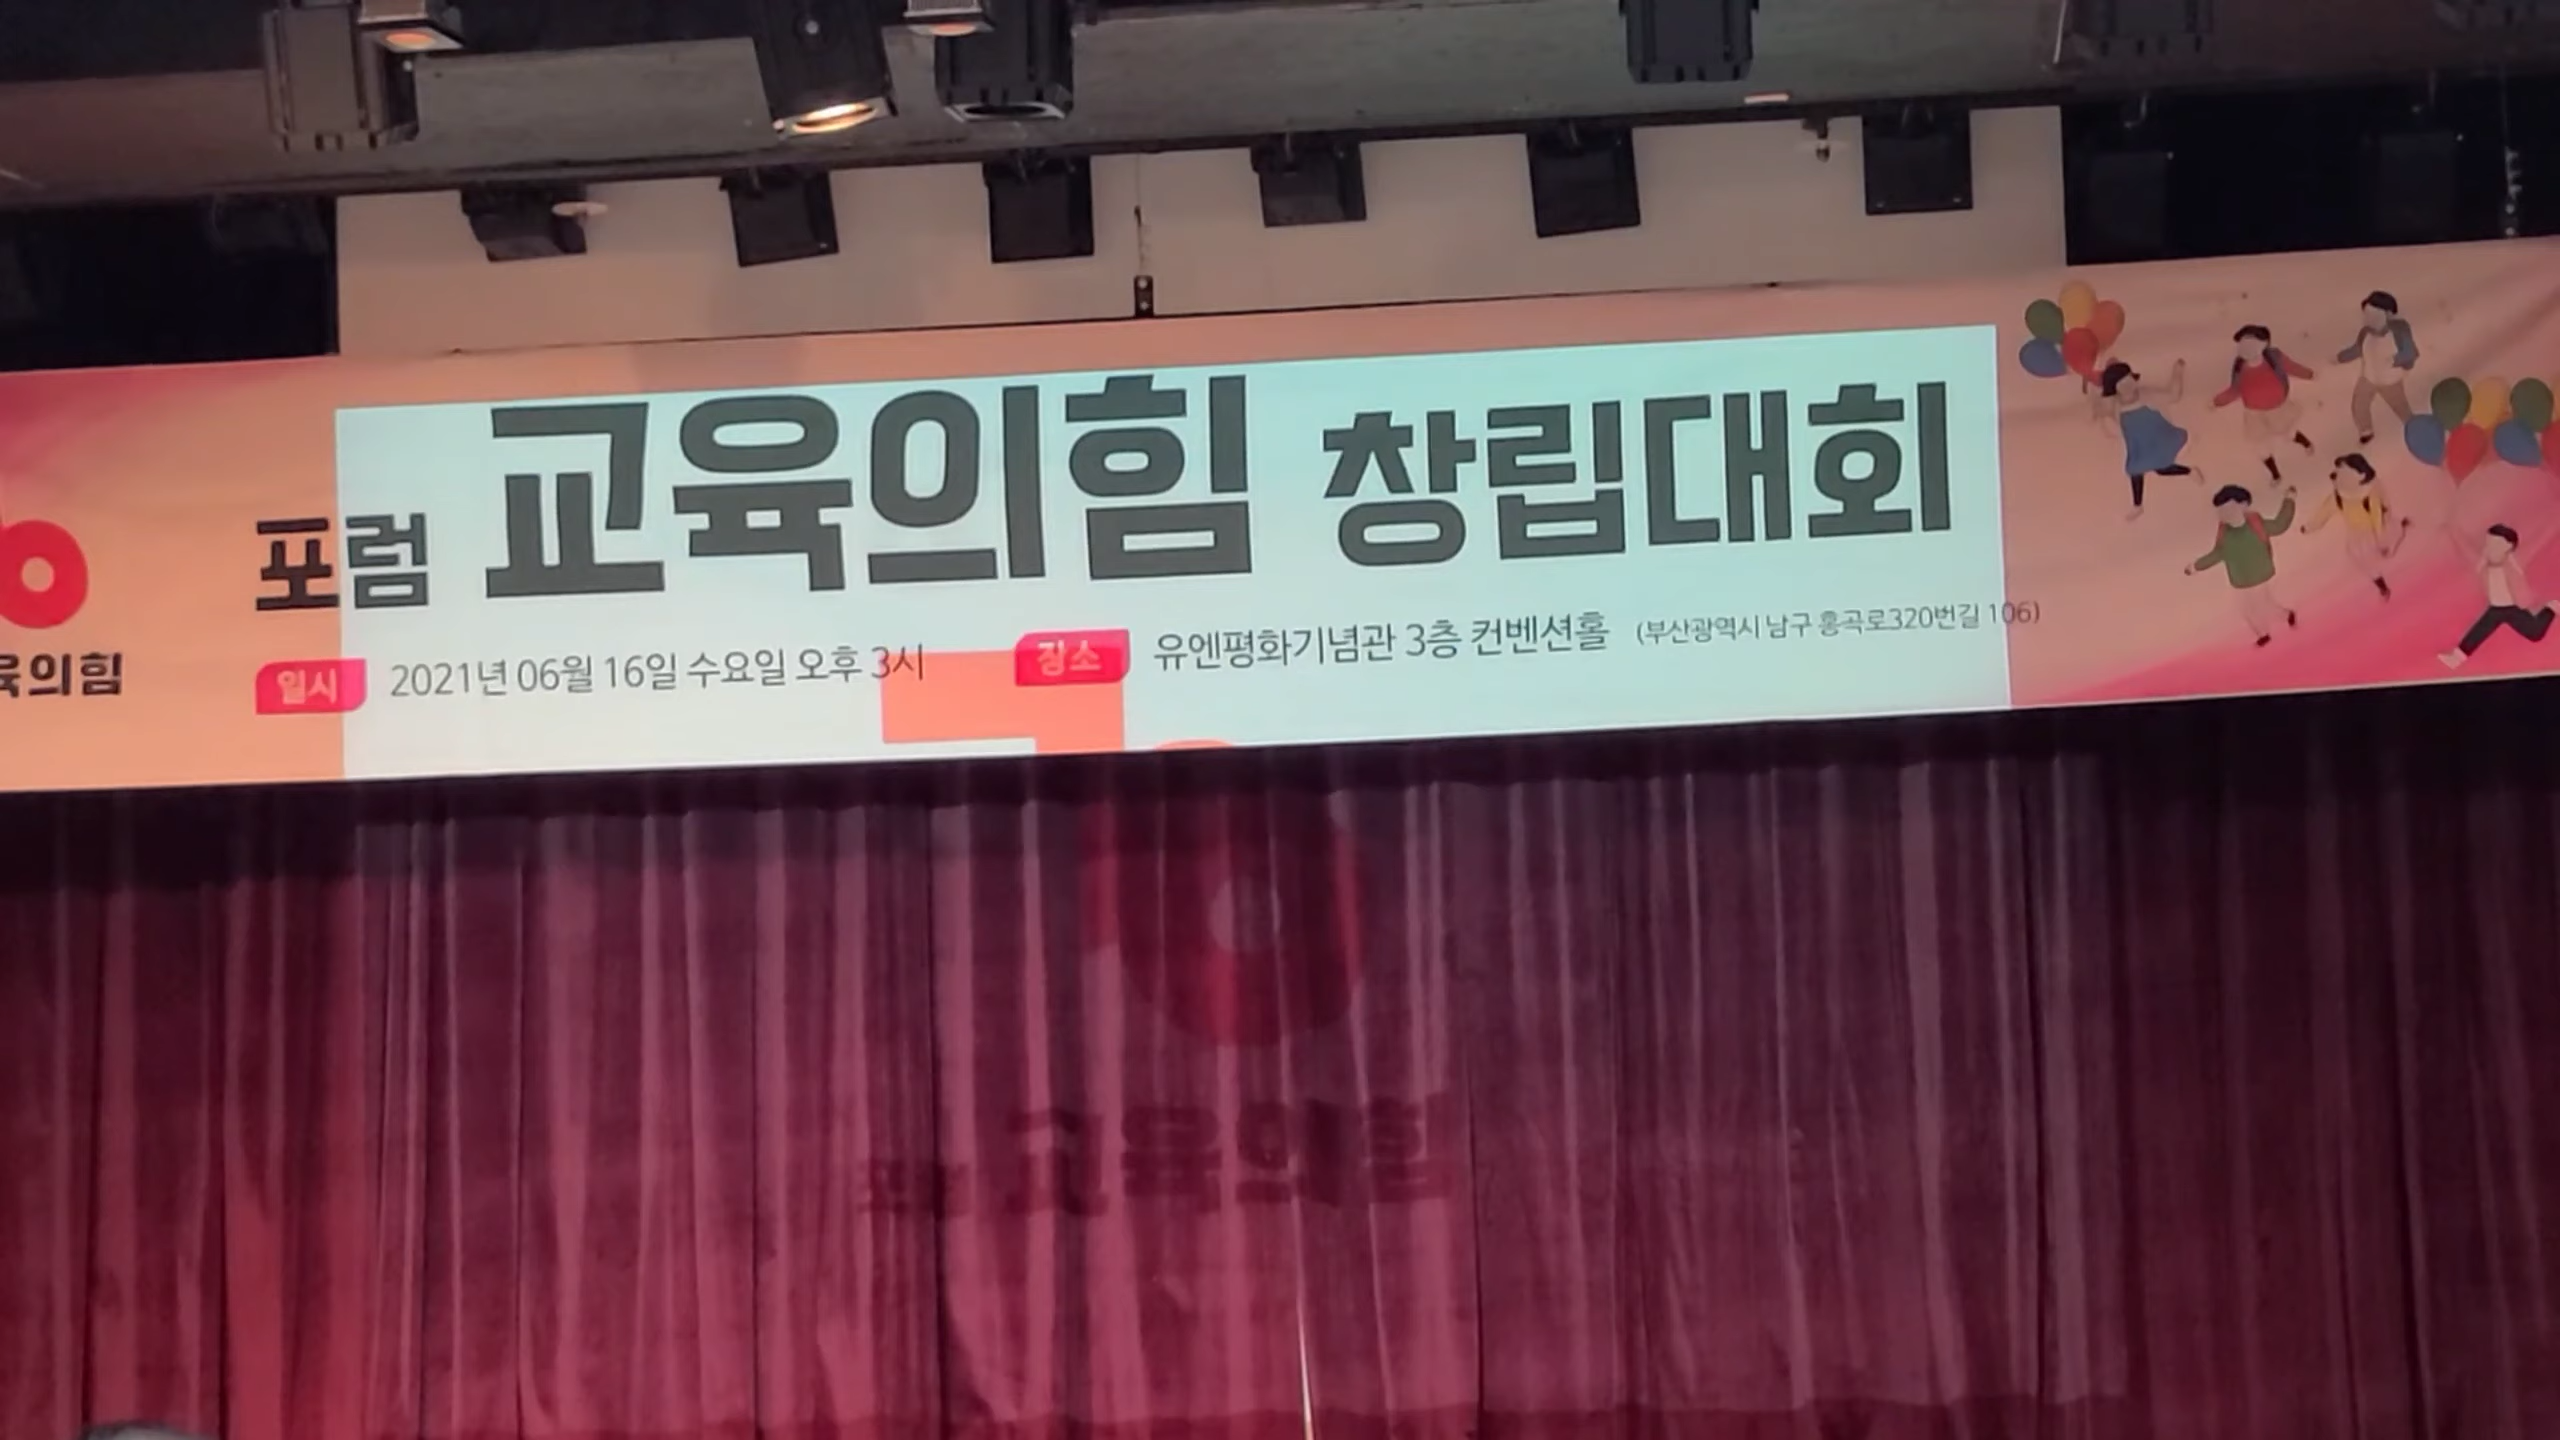 포럼 교육의힘 창립대회
육의힘
일시 2021년 06월 16일 수요일 오후 3시 장소 유엔평화기념관 3층 컨벤션홀 (부산광역시 남구 홍곡로320번길 106)
교육의힘